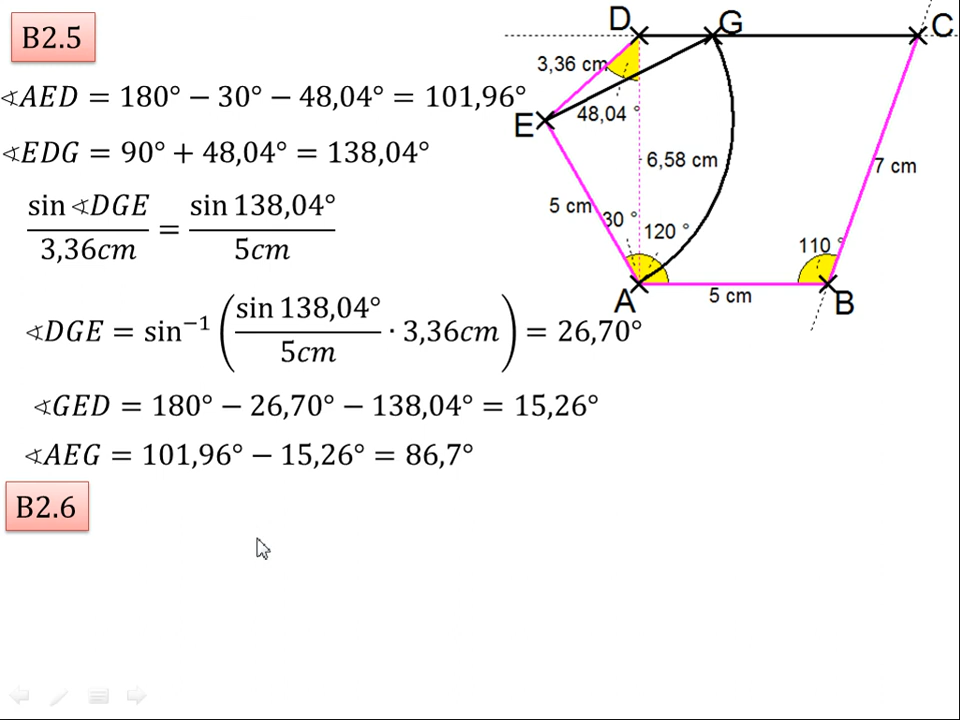 B2.5
∢AED = 180° − 30° − 48,04° = 101,96°
∢EDG = 90° + 48,04° = 138,04°
sin ∢DGE / 3,36cm = sin 138,04° / 5cm
∢DGE = sin⁻¹ ( sin 138,04° / 5cm · 3,36cm ) = 26,70°
∢GED = 180° − 26,70° − 138,04° = 15,26°
∢AEG = 101,96° − 15,26° = 86,7°
B2.6
D
G
C
3,36 cm
E
48,04 °
6,58 cm
7 cm
5 cm
30 °
120 °
110 °
A
5 cm
B